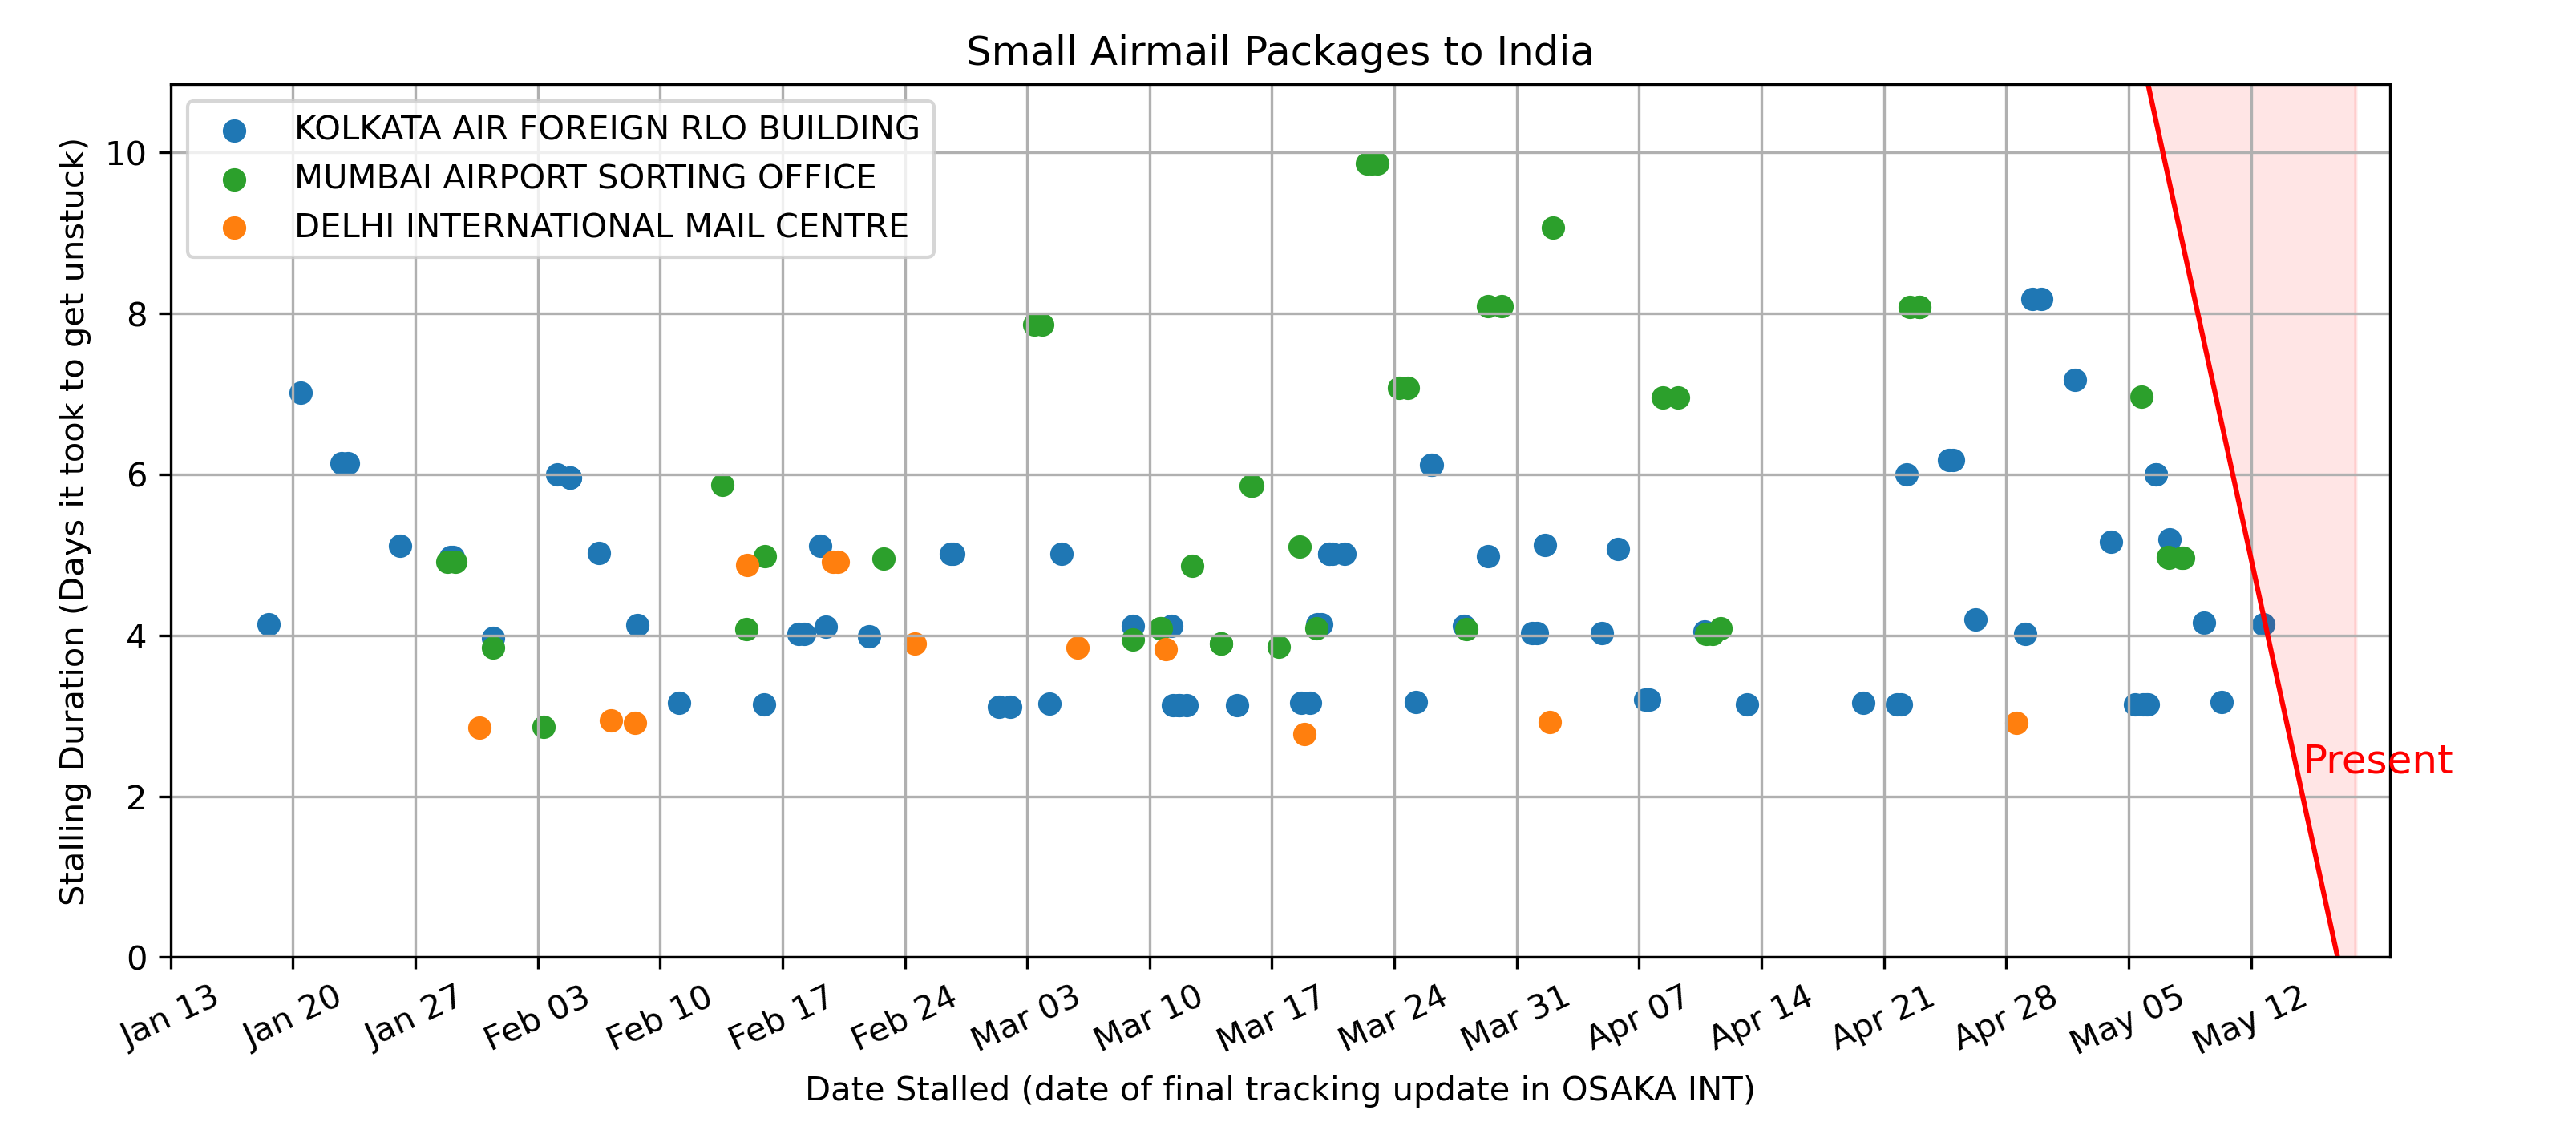 Small Airmail Packages to India
KOLKATA AIR FOREIGN RLO BUILDING
MUMBAI AIRPORT SORTING OFFICE
DELHI INTERNATIONAL MAIL CENTRE
Stalling Duration (Days it took to get unstuck)
10
8
6
4
2
0
Present
Jan 13
Jan 20
Jan 27
Feb 03
Feb 10
Feb 17
Feb 24
Mar 03
Mar 10
Mar 17
Mar 24
Mar 31
Apr 07
Apr 14
Apr 21
Apr 28
May 05
May 12
Date Stalled (date of final tracking update in OSAKA INT)